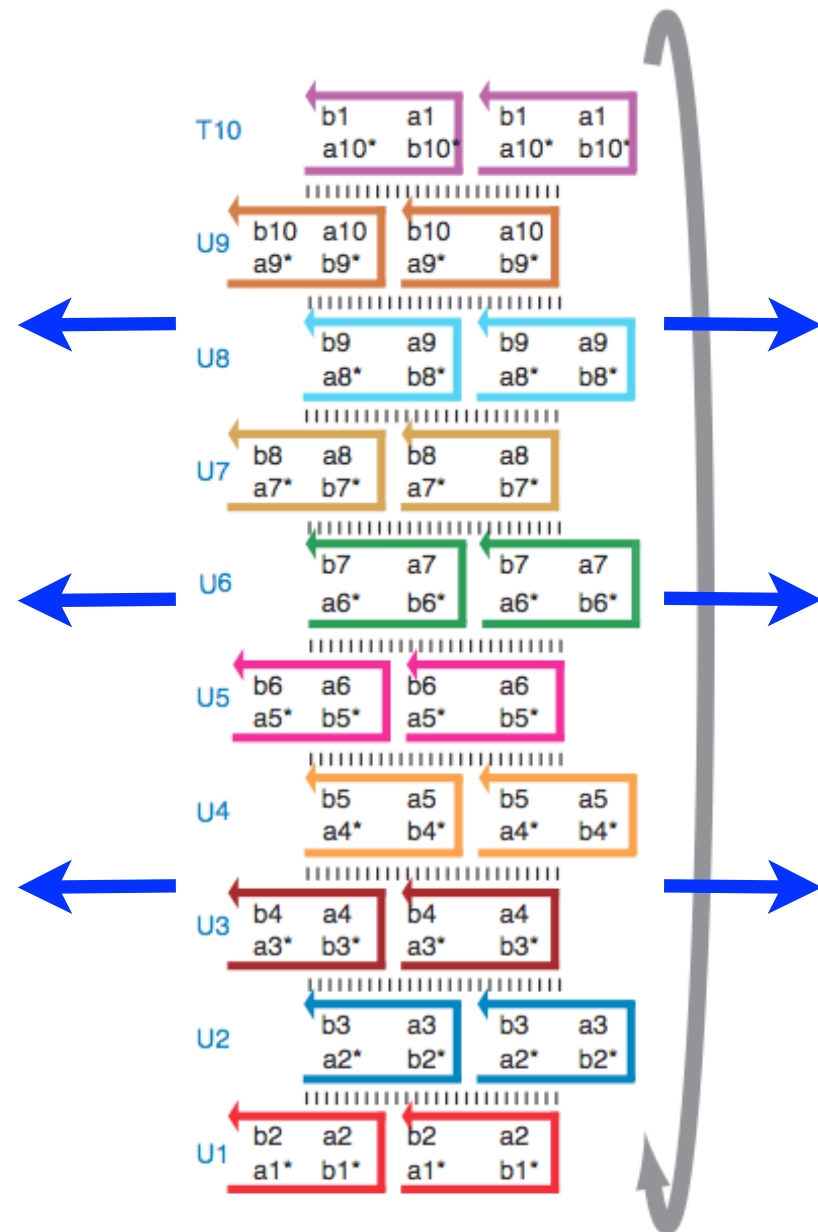 T10
b1 a1 b1 a1
a10* b10* a10* b10*
U9
b10 a10 b10 a10
a9* b9* a9* b9*
U8
b9 a9 b9 a9
a8* b8* a8* b8*
U7
b8 a8 b8 a8
a7* b7* a7* b7*
U6
b7 a7 b7 a7
a6* b6* a6* b6*
U5
b6 a6 b6 a6
a5* b5* a5* b5*
U4
b5 a5 b5 a5
a4* b4* a4* b4*
U3
b4 a4 b4 a4
a3* b3* a3* b3*
U2
b3 a3 b3 a3
a2* b2* a2* b2*
U1
b2 a2 b2 a2
a1* b1* a1* b1*